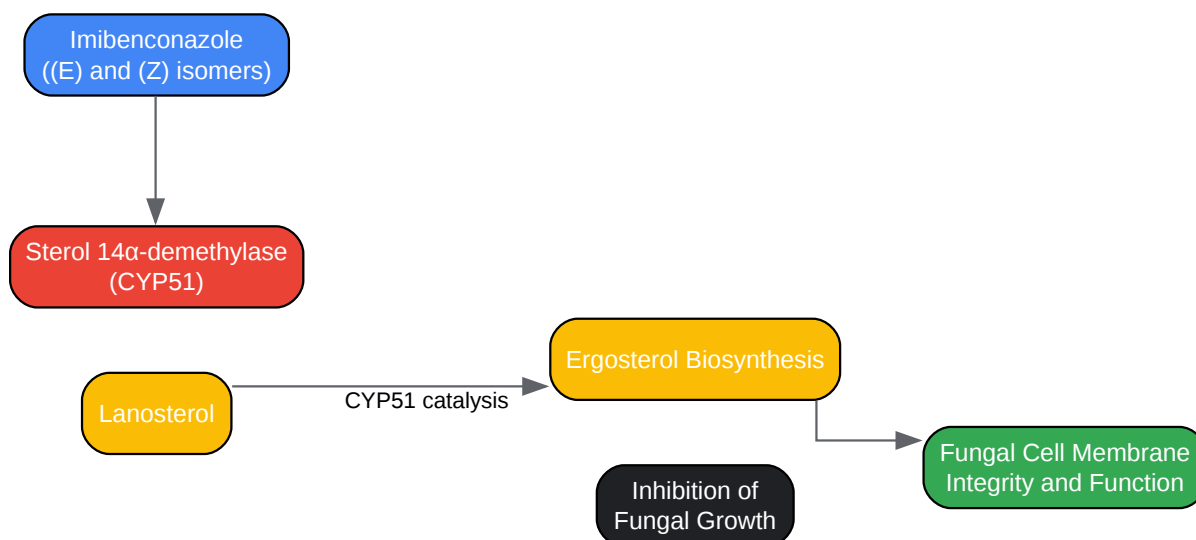 Imibenconazole
((E) and (Z) isomers)
Sterol 14α-demethylase
(CYP51)
Ergosterol Biosynthesis
Lanosterol
CYP51 catalysis
Fungal Cell Membrane
Integrity and Function
Inhibition of
Fungal Growth